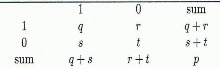 1 0 sum
1 q r q+r
0 s t s+t
sum q+s r+t p